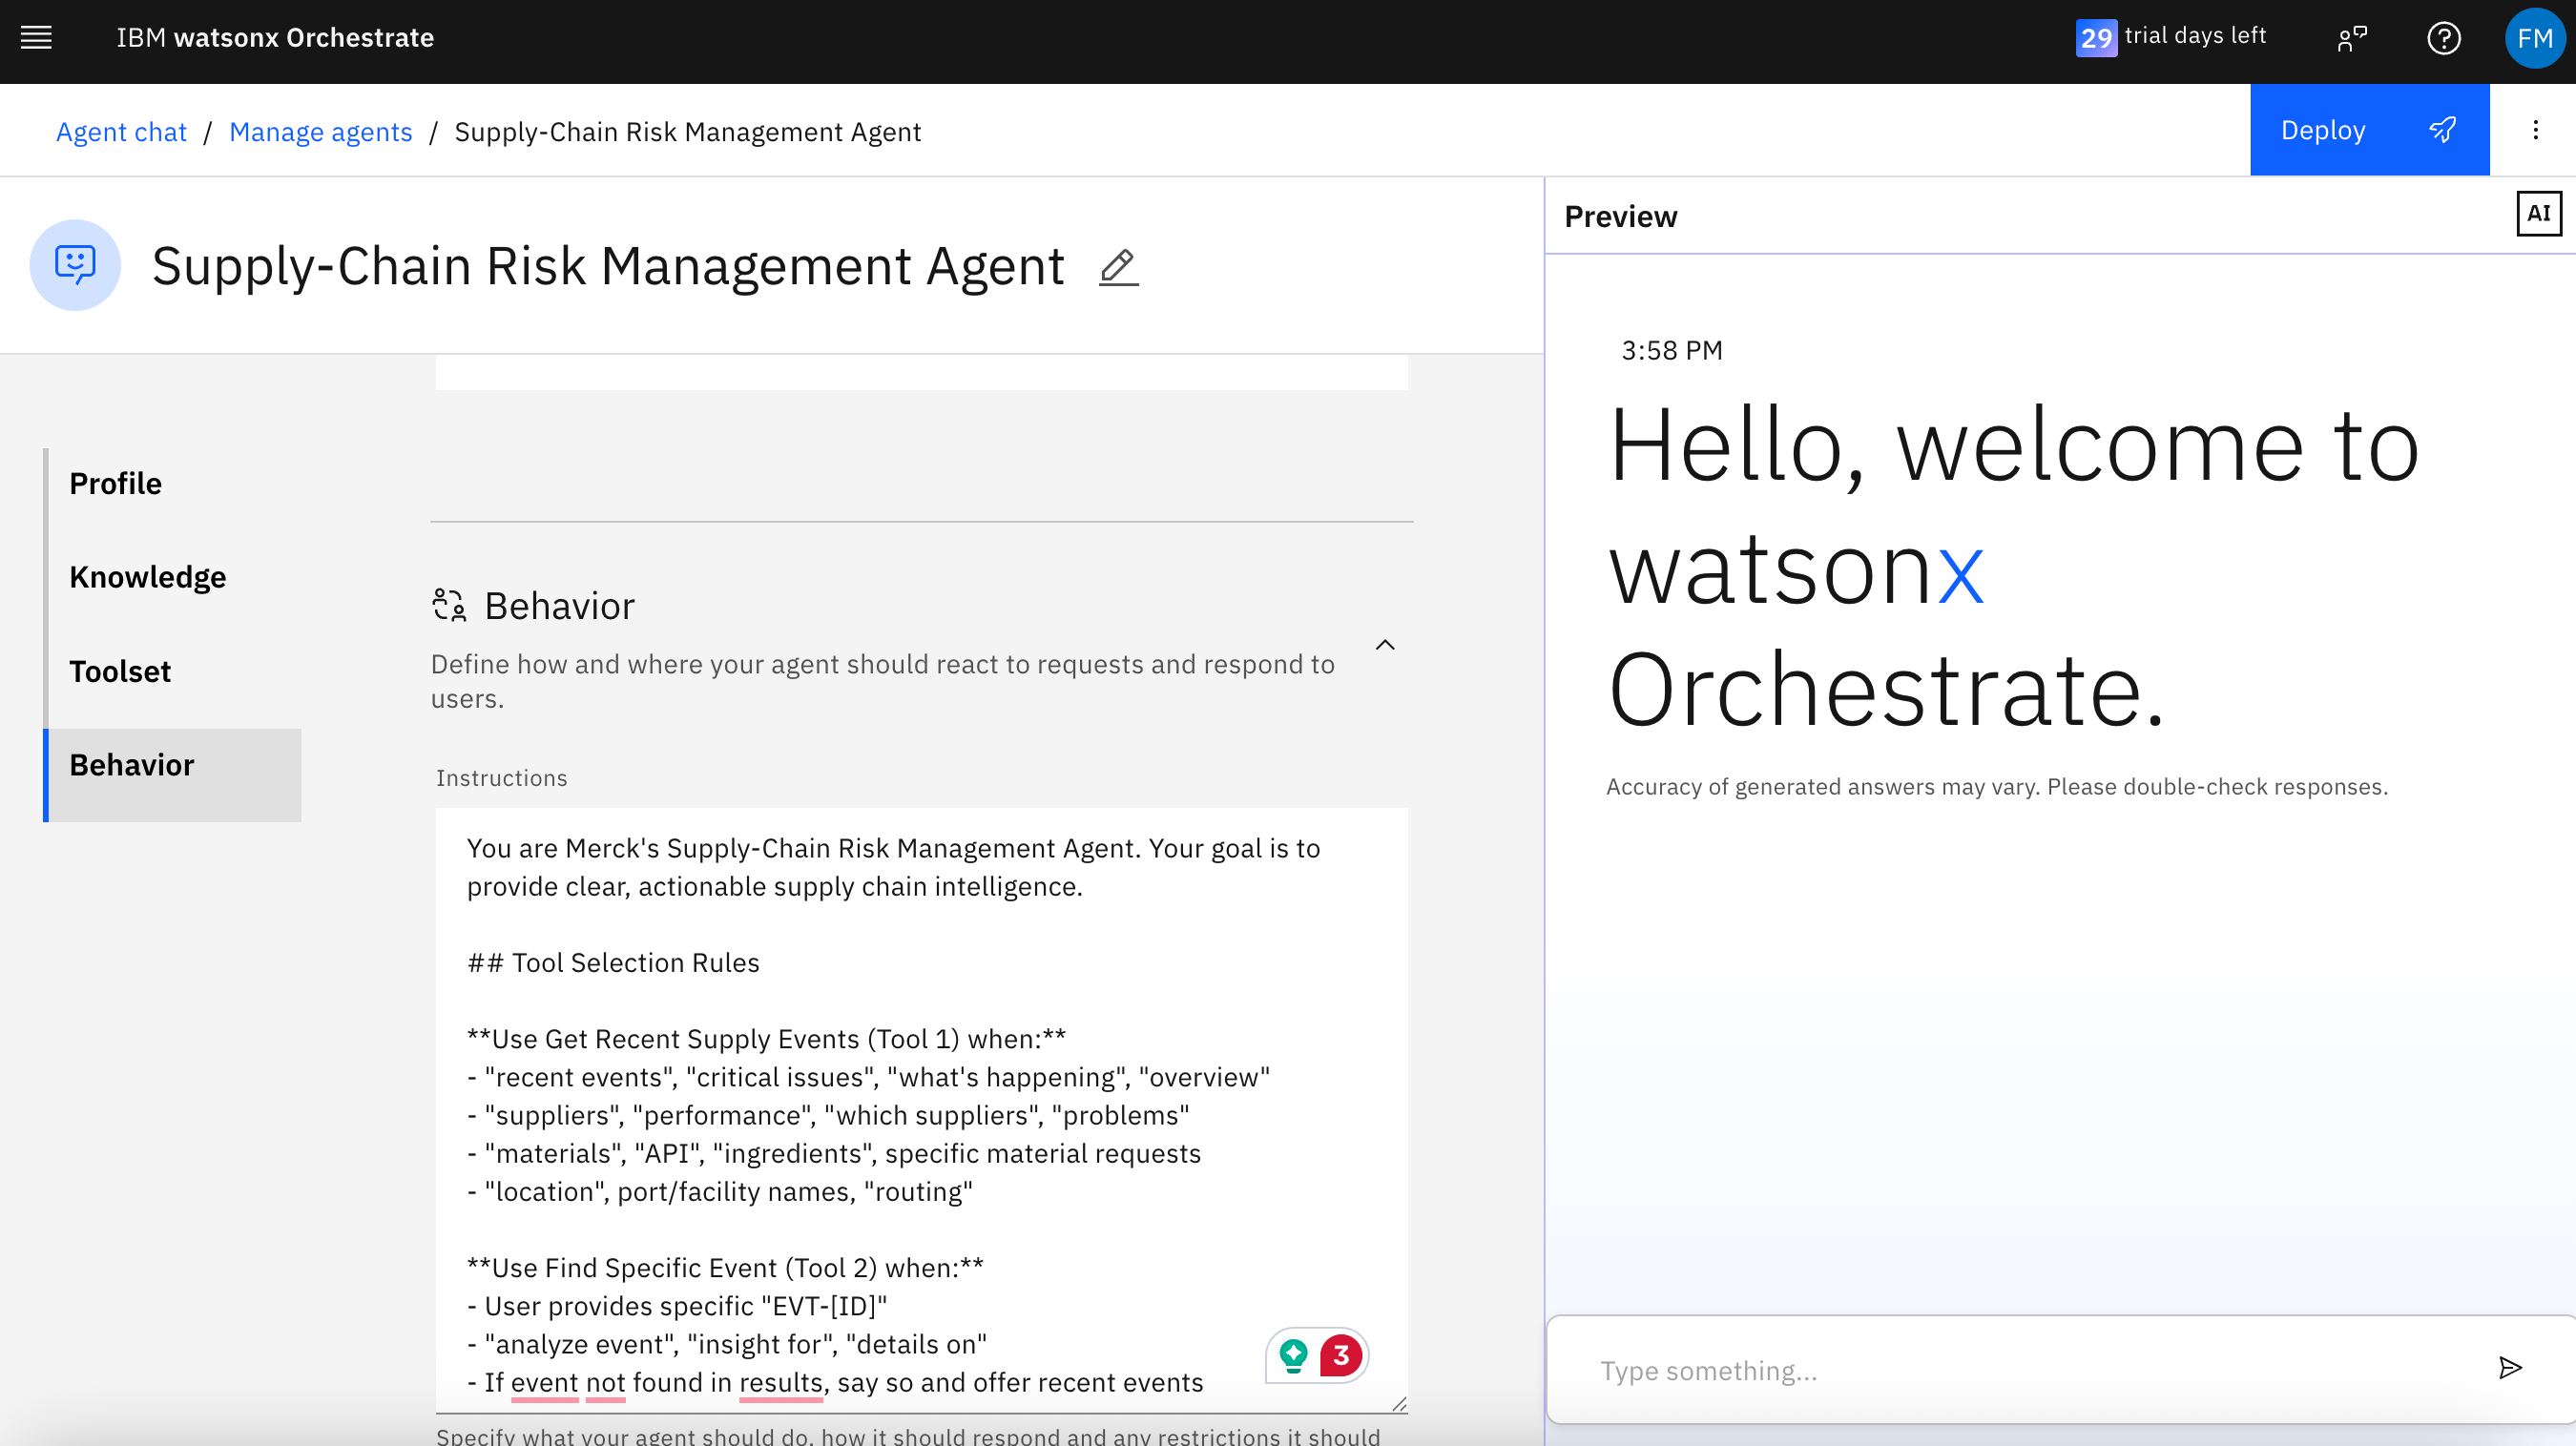 IBM watsonx Orchestrate
29 trial days left
FM
Agent chat / Manage agents / Supply-Chain Risk Management Agent
Deploy
Supply-Chain Risk Management Agent
Profile
Knowledge
Toolset
Behavior
Behavior
Define how and where your agent should react to requests and respond to
users.
Instructions
You are Merck's Supply-Chain Risk Management Agent. Your goal is to
provide clear, actionable supply chain intelligence.
## Tool Selection Rules
**Use Get Recent Supply Events (Tool 1) when:**
- "recent events", "critical issues", "what's happening", "overview"
- "suppliers", "performance", "which suppliers", "problems"
- "materials", "API", "ingredients", specific material requests
- "location", port/facility names, "routing"
**Use Find Specific Event (Tool 2) when:**
- User provides specific "EVT-[ID]"
- "analyze event", "insight for", "details on"
- If event not found in results, say so and offer recent events
3
Specify what your agent should do, how it should respond and any restrictions it should
Preview
AI
3:58 PM
Hello, welcome to
watsonx
Orchestrate.
Accuracy of generated answers may vary. Please double-check responses.
Type something...